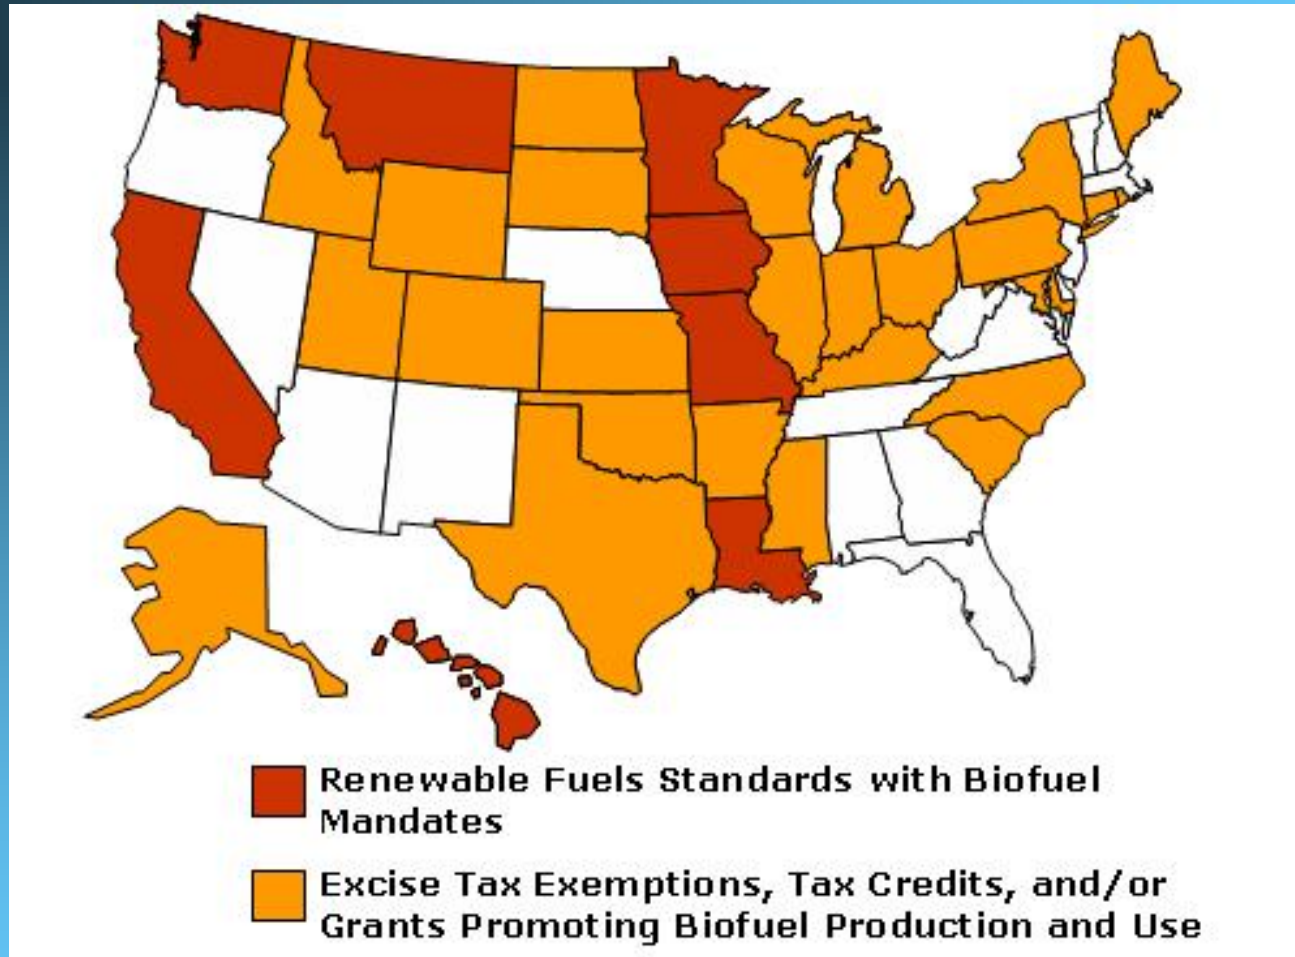 Renewable Fuels Standards with Biofuel
Mandates
Excise Tax Exemptions, Tax Credits, and/or
Grants Promoting Biofuel Production and Use